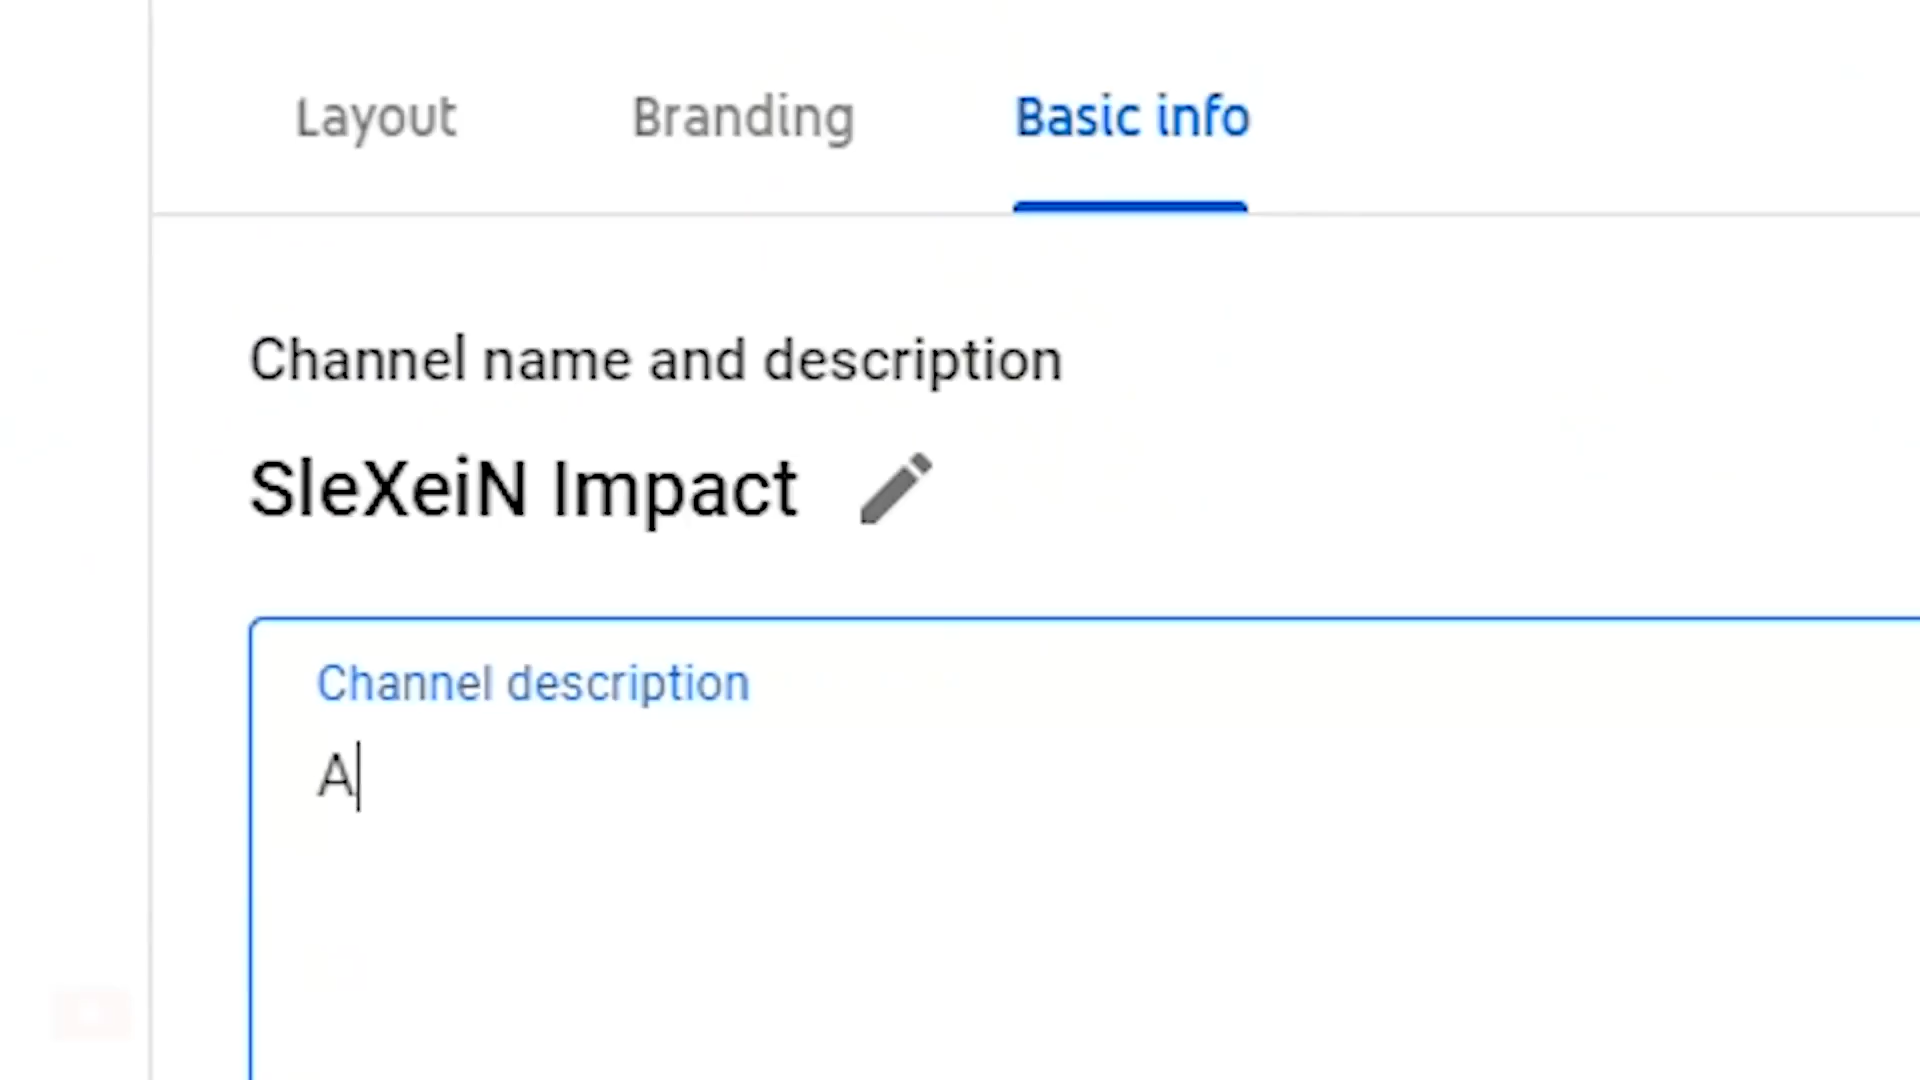 Layout Branding Basic info
Channel name and description
SleXeiN Impact
Channel description
A